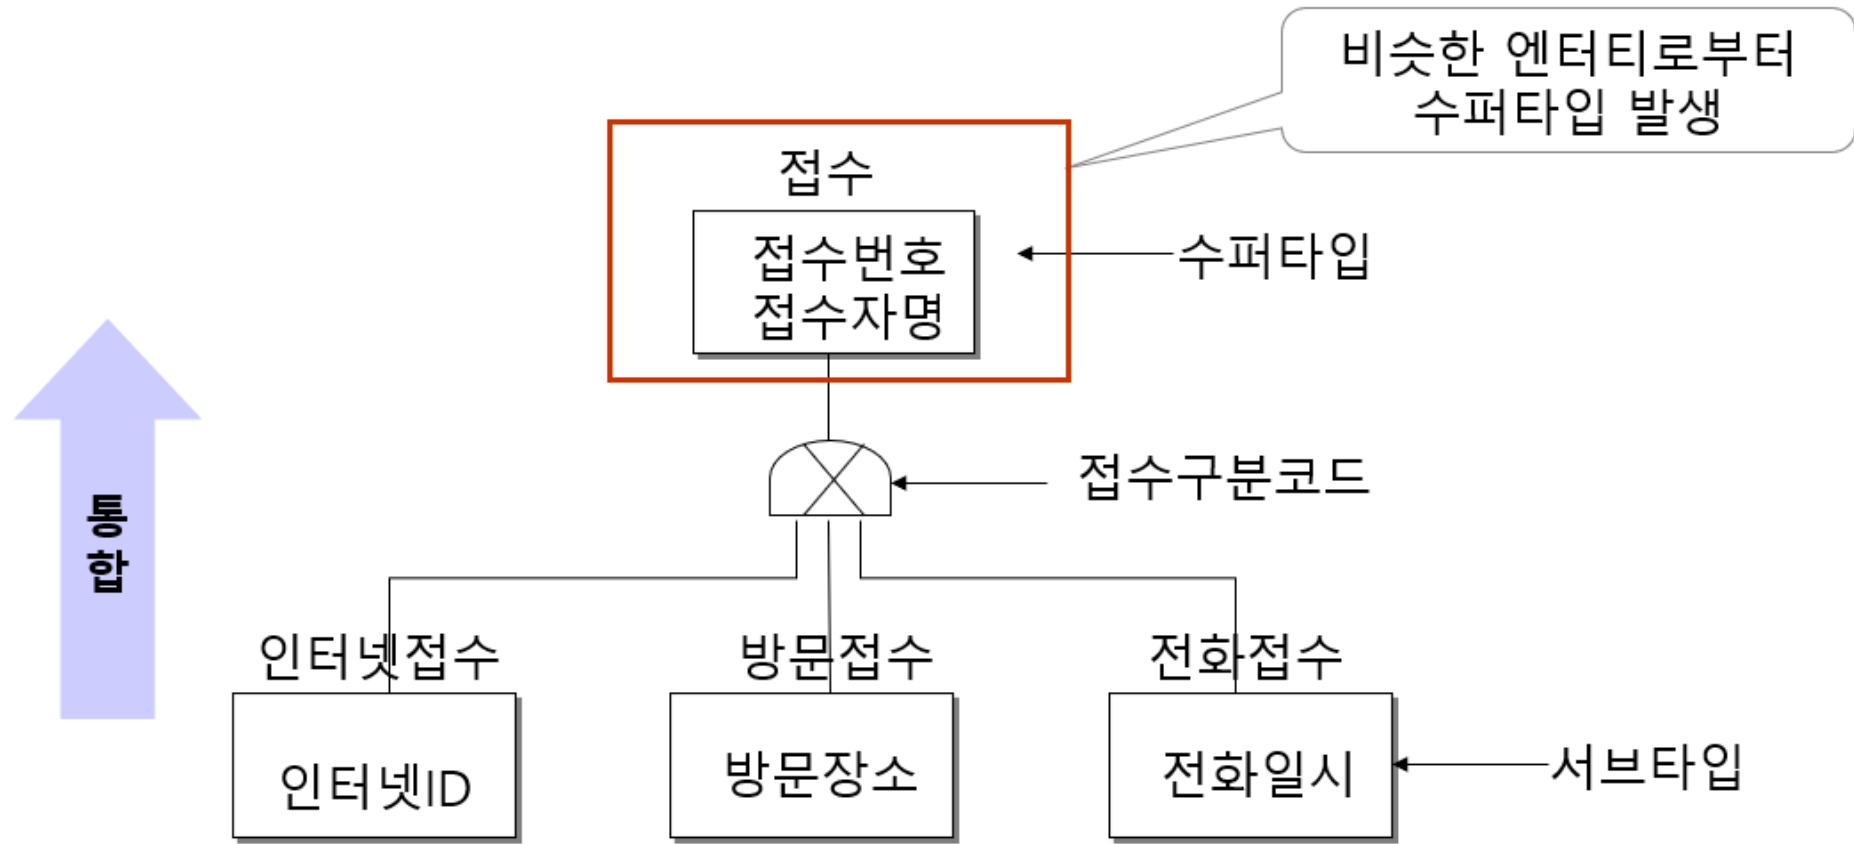 비슷한 엔터티로부터
수퍼타입 발생
접수
접수번호
접수자명
수퍼타입
접수구분코드
통
합
인터넷접수
방문접수
전화접수
인터넷ID
방문장소
전화일시
서브타입